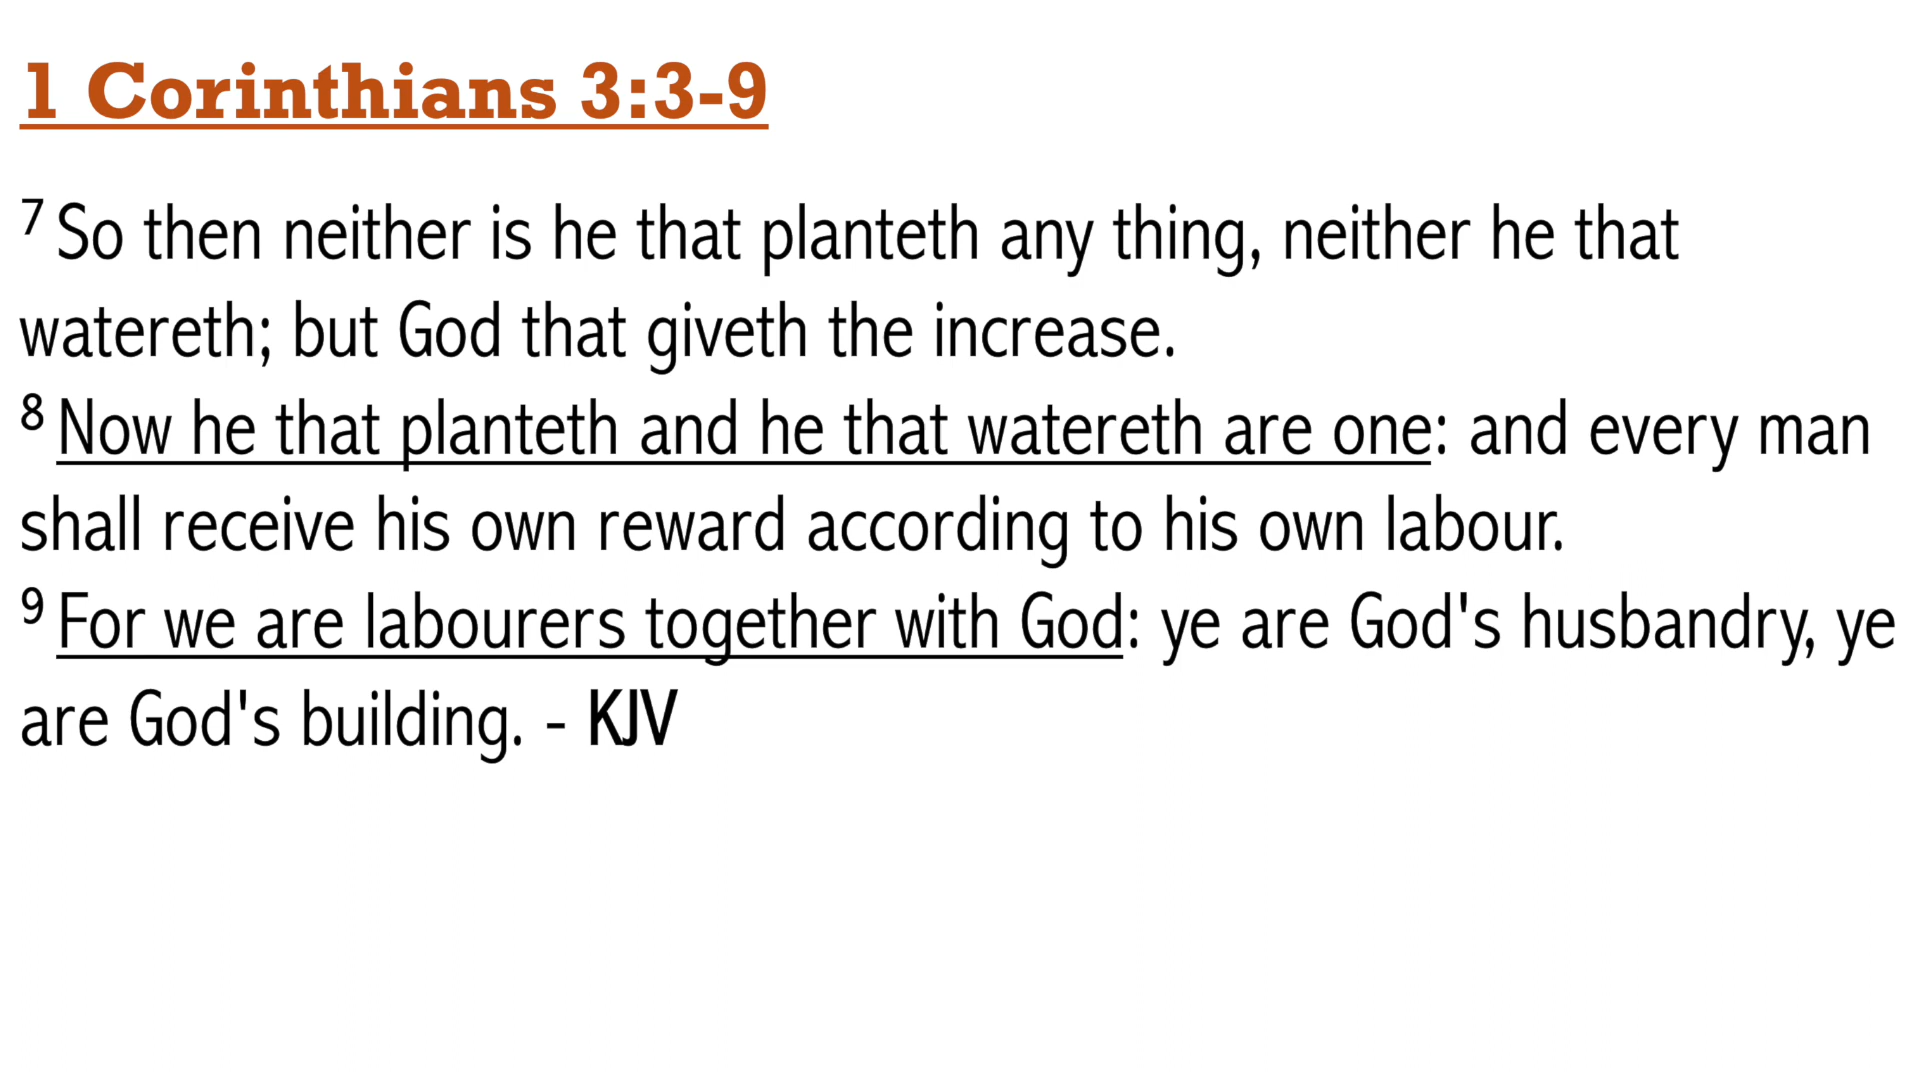 1 Corinthians 3:3-9
7 So then neither is he that planteth any thing, neither he that
watereth; but God that giveth the increase.
8 Now he that planteth and he that watereth are one: and every man
shall receive his own reward according to his own labour.
9 For we are labourers together with God: ye are God's husbandry, ye
are God's building. - KJV